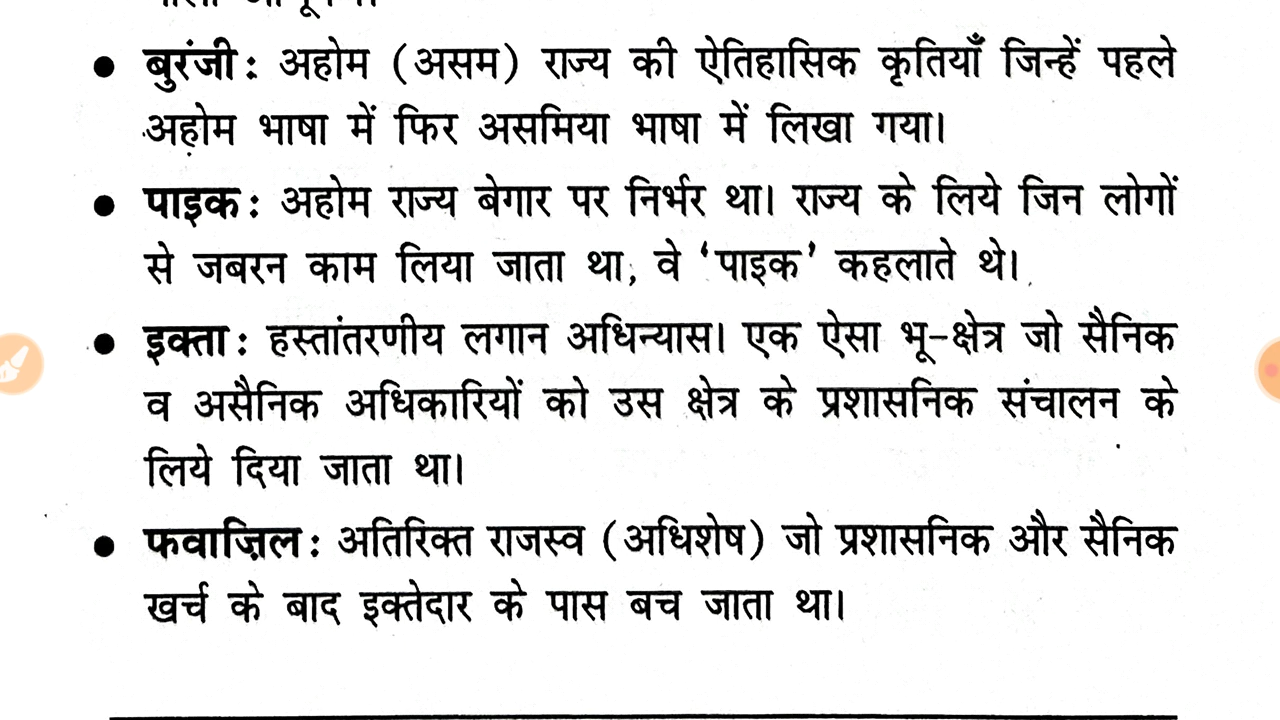 • बुरंजी: अहोम (असम) राज्य की ऐतिहासिक कृतियाँ जिन्हें पहले
अहोम भाषा में फिर असमिया भाषा में लिखा गया।
• पाइक: अहोम राज्य बेगार पर निर्भर था। राज्य के लिये जिन लोगों
से जबरन काम लिया जाता था, वे ‘पाइक’ कहलाते थे।
• इक्ता: हस्तांतरणीय लगान अधिन्यास। एक ऐसा भू-क्षेत्र जो सैनिक
व असैनिक अधिकारियों को उस क्षेत्र के प्रशासनिक संचालन के
लिये दिया जाता था।
• फवाज़िल: अतिरिक्त राजस्व (अधिशेष) जो प्रशासनिक और सैनिक
खर्च के बाद इक्तेदार के पास बच जाता था।